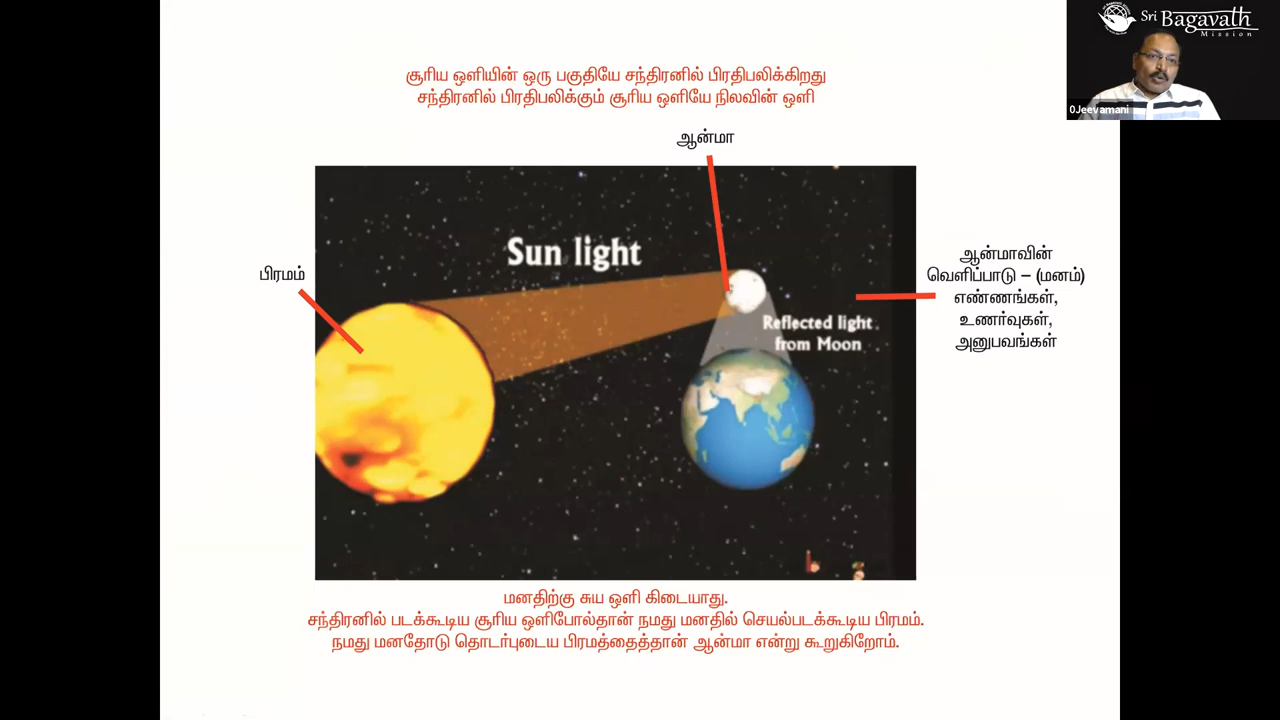 Sri Bagavath
Mission
0Jeevamani
சூரிய ஒளியின் ஒரு பகுதியே சந்திரனில் பிரதிபலிக்கிறது
சந்திரனில் பிரதிபலிக்கும் சூரிய ஒளியே நிலவின் ஒளி
ஆன்மா
Sun light
பிரமம்
ஆன்மாவின்
வெளிப்பாடு – (மனம்)
எண்ணங்கள்,
உணர்வுகள்,
அனுபவங்கள்
Reflected light
from Moon
மனதிற்கு சுய ஒளி கிடையாது.
சந்திரனில் படக்கூடிய சூரிய ஒளிபோல்தான் நமது மனதில் செயல்படக்கூடிய பிரமம்.
நமது மனதோடு தொடர்புடைய பிரமத்தைத்தான் ஆன்மா என்று கூறுகிறோம்.